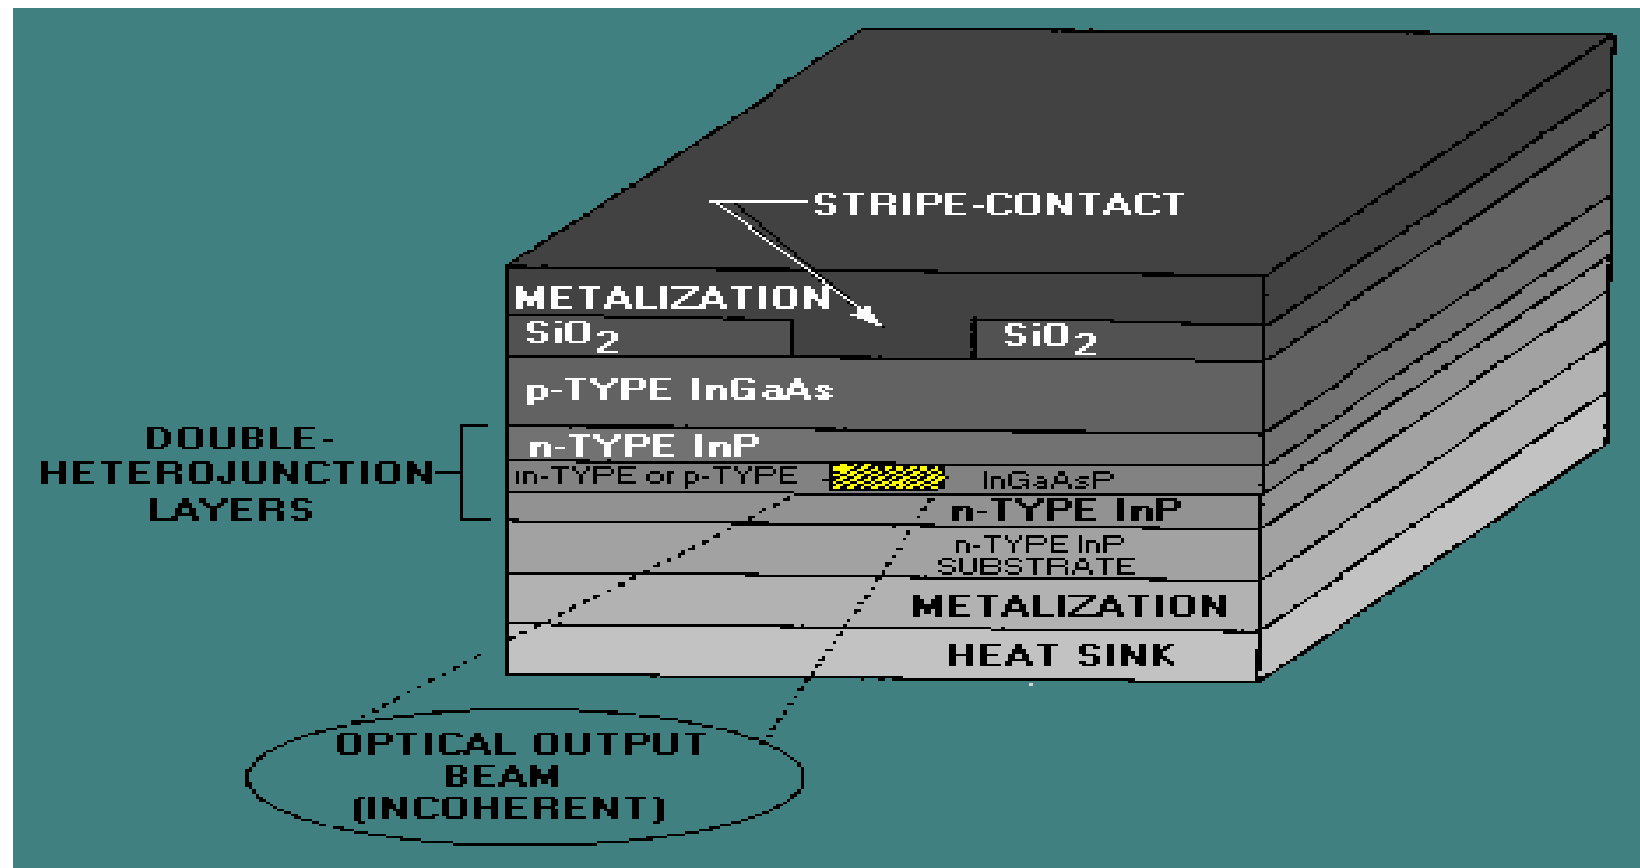 STRIPE-CONTACT
METALIZATION
SiO2
SiO2
p-TYPE InGaAs
DOUBLE-
HETEROJUNCTION
LAYERS
n-TYPE InP
in-TYPE or p-TYPE
InGaAsP
n-TYPE InP
n-TYPE InP
SUBSTRATE
METALIZATION
HEAT SINK
OPTICAL OUTPUT
BEAM
(INCOHERENT)